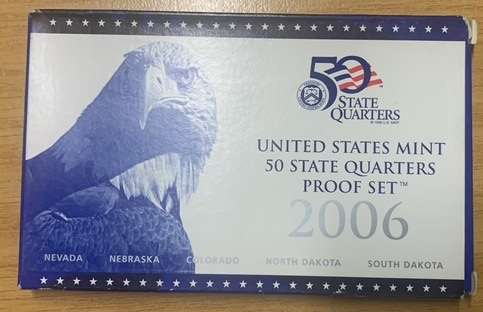 50
STATE
QUARTERS
UNITED STATES MINT
50 STATE QUARTERS
PROOF SET™
2006
NEVADA NEBRASKA COLORADO NORTH DAKOTA SOUTH DAKOTA